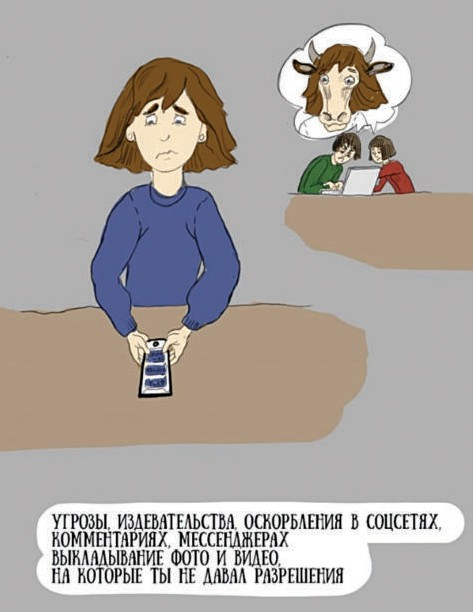 УГРОЗЫ, ИЗДЕВАТЕЛЬСТВА, ОСКОРБЛЕНИЯ В СОЦСЕТЯХ,
КОММЕНТАРИЯХ, МЕССЕНДЖЕРАХ
ВЫКЛАДЫВАНИЕ ФОТО И ВИДЕО,
НА КОТОРЫЕ ТЫ НЕ ДАВАЛ РАЗРЕШЕНИЯ